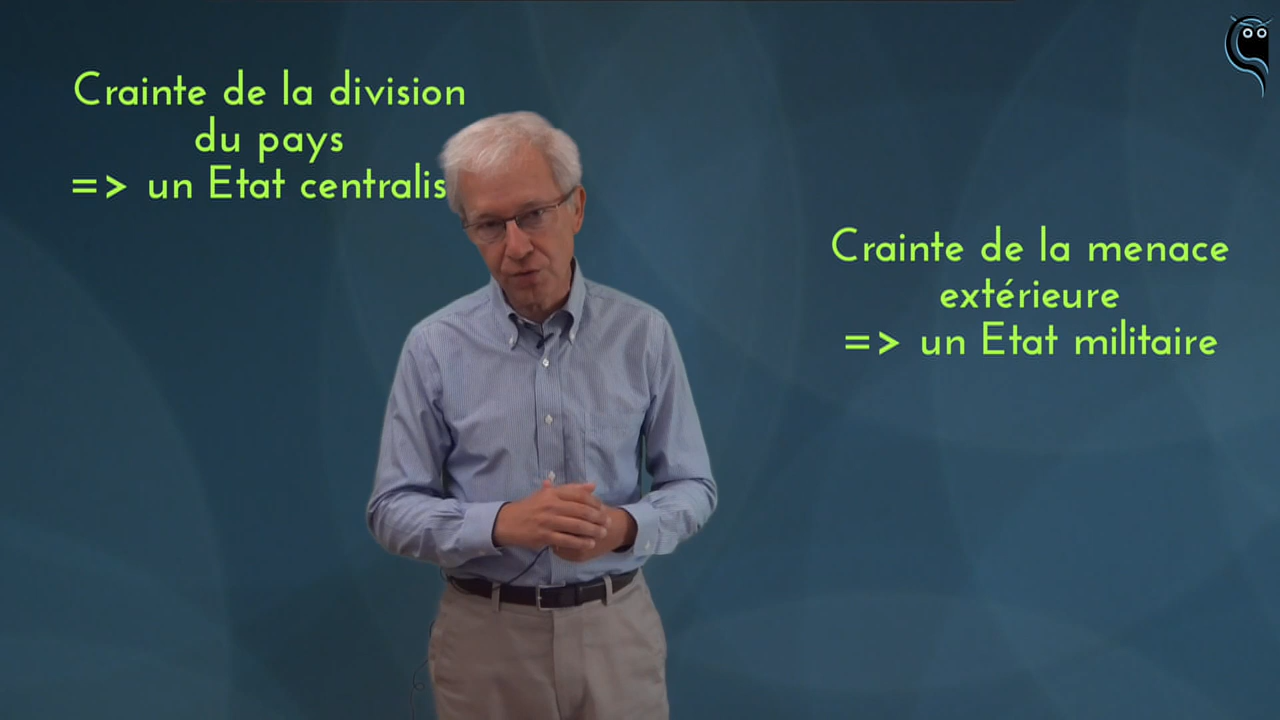 Crainte de la division
du pays
=> un Etat centralis
Crainte de la menace
extérieure
=> un Etat militaire